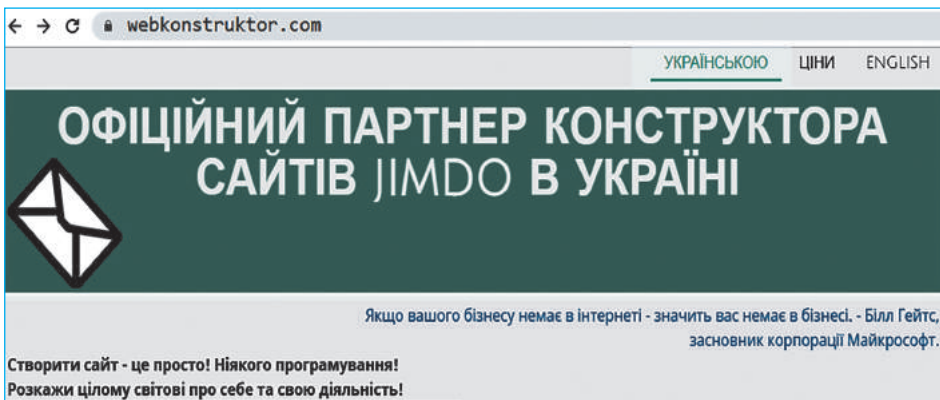 webkonstruktor.com
УКРАЇНСЬКОЮ ЦІНИ ENGLISH
ОФІЦІЙНИЙ ПАРТНЕР КОНСТРУКТОРА
САЙТІВ JIMDO В УКРАЇНІ
Якщо вашого бізнесу немає в інтернеті - значить вас немає в бізнесі. - Білл Гейтс,
засновник корпорації Майкрософт.
Створити сайт - це просто! Ніякого програмування!
Розкажи цілому світові про себе та свою діяльність!